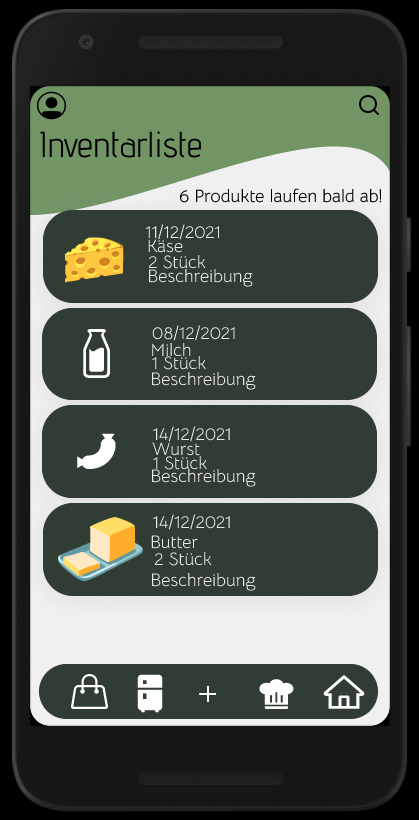 Inventarliste
6 Produkte laufen bald ab!
11/12/2021
Käse
2 Stück
Beschreibung
08/12/2021
Milch
1 Stück
Beschreibung
14/12/2021
Wurst
1 Stück
Beschreibung
14/12/2021
Butter
2 Stück
Beschreibung